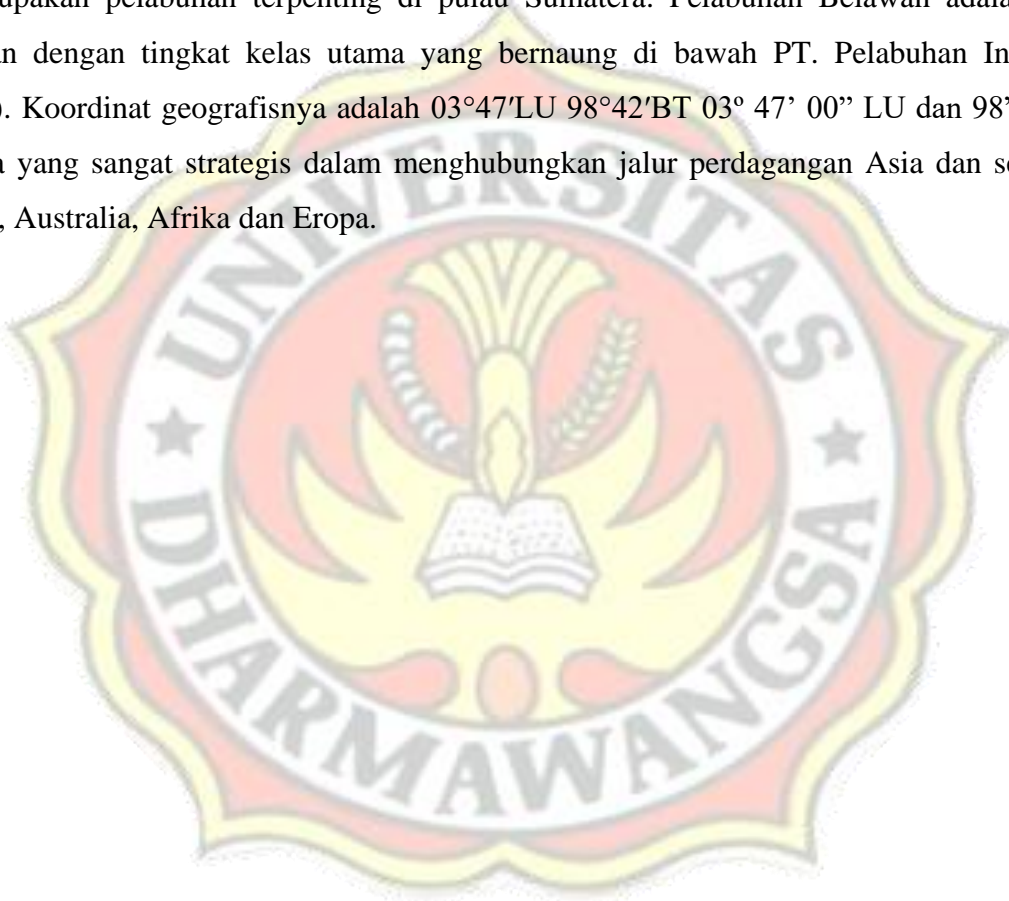 upakan pelabuhan terpenting di pulau Sumatera. Pelabuhan Belawan adala
n dengan tingkat kelas utama yang bernaung di bawah PT. Pelabuhan In
). Koordinat geografisnya adalah 03°47′LU 98°42′BT 03º 47’ 00” LU dan 98’
a yang sangat strategis dalam menghubungkan jalur perdagangan Asia dan s
, Australia, Afrika dan Eropa.
UNIVERSITAS
DHARMAWANGSA